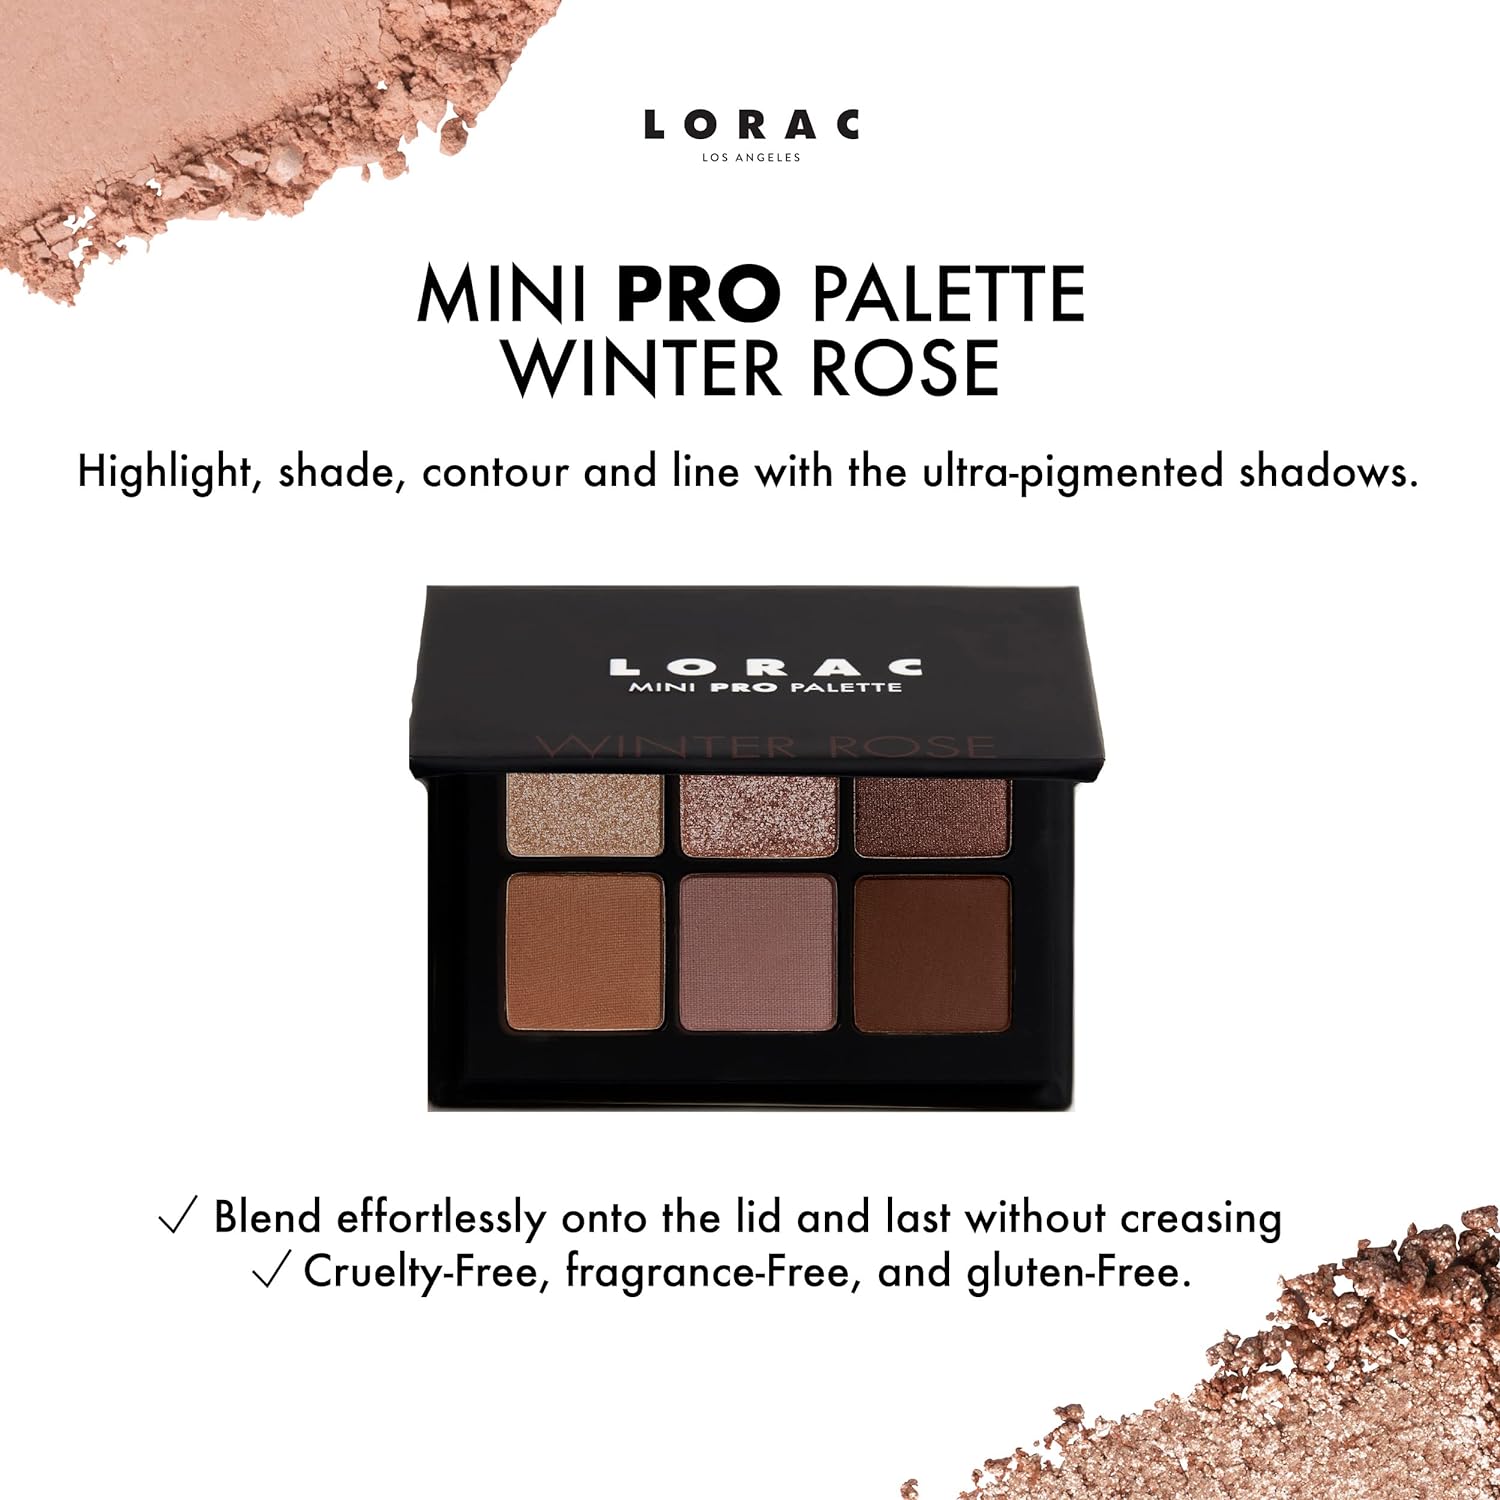 LORAC
LOS ANGELES
MINI PRO PALETTE
WINTER ROSE
Highlight, shade, contour and line with the ultra-pigmented shadows.
LORAC
MINI PRO PALETTE
WINTER ROSE
✓ Blend effortlessly onto the lid and last without creasing
✓ Cruelty-Free, fragrance-Free, and gluten-Free.